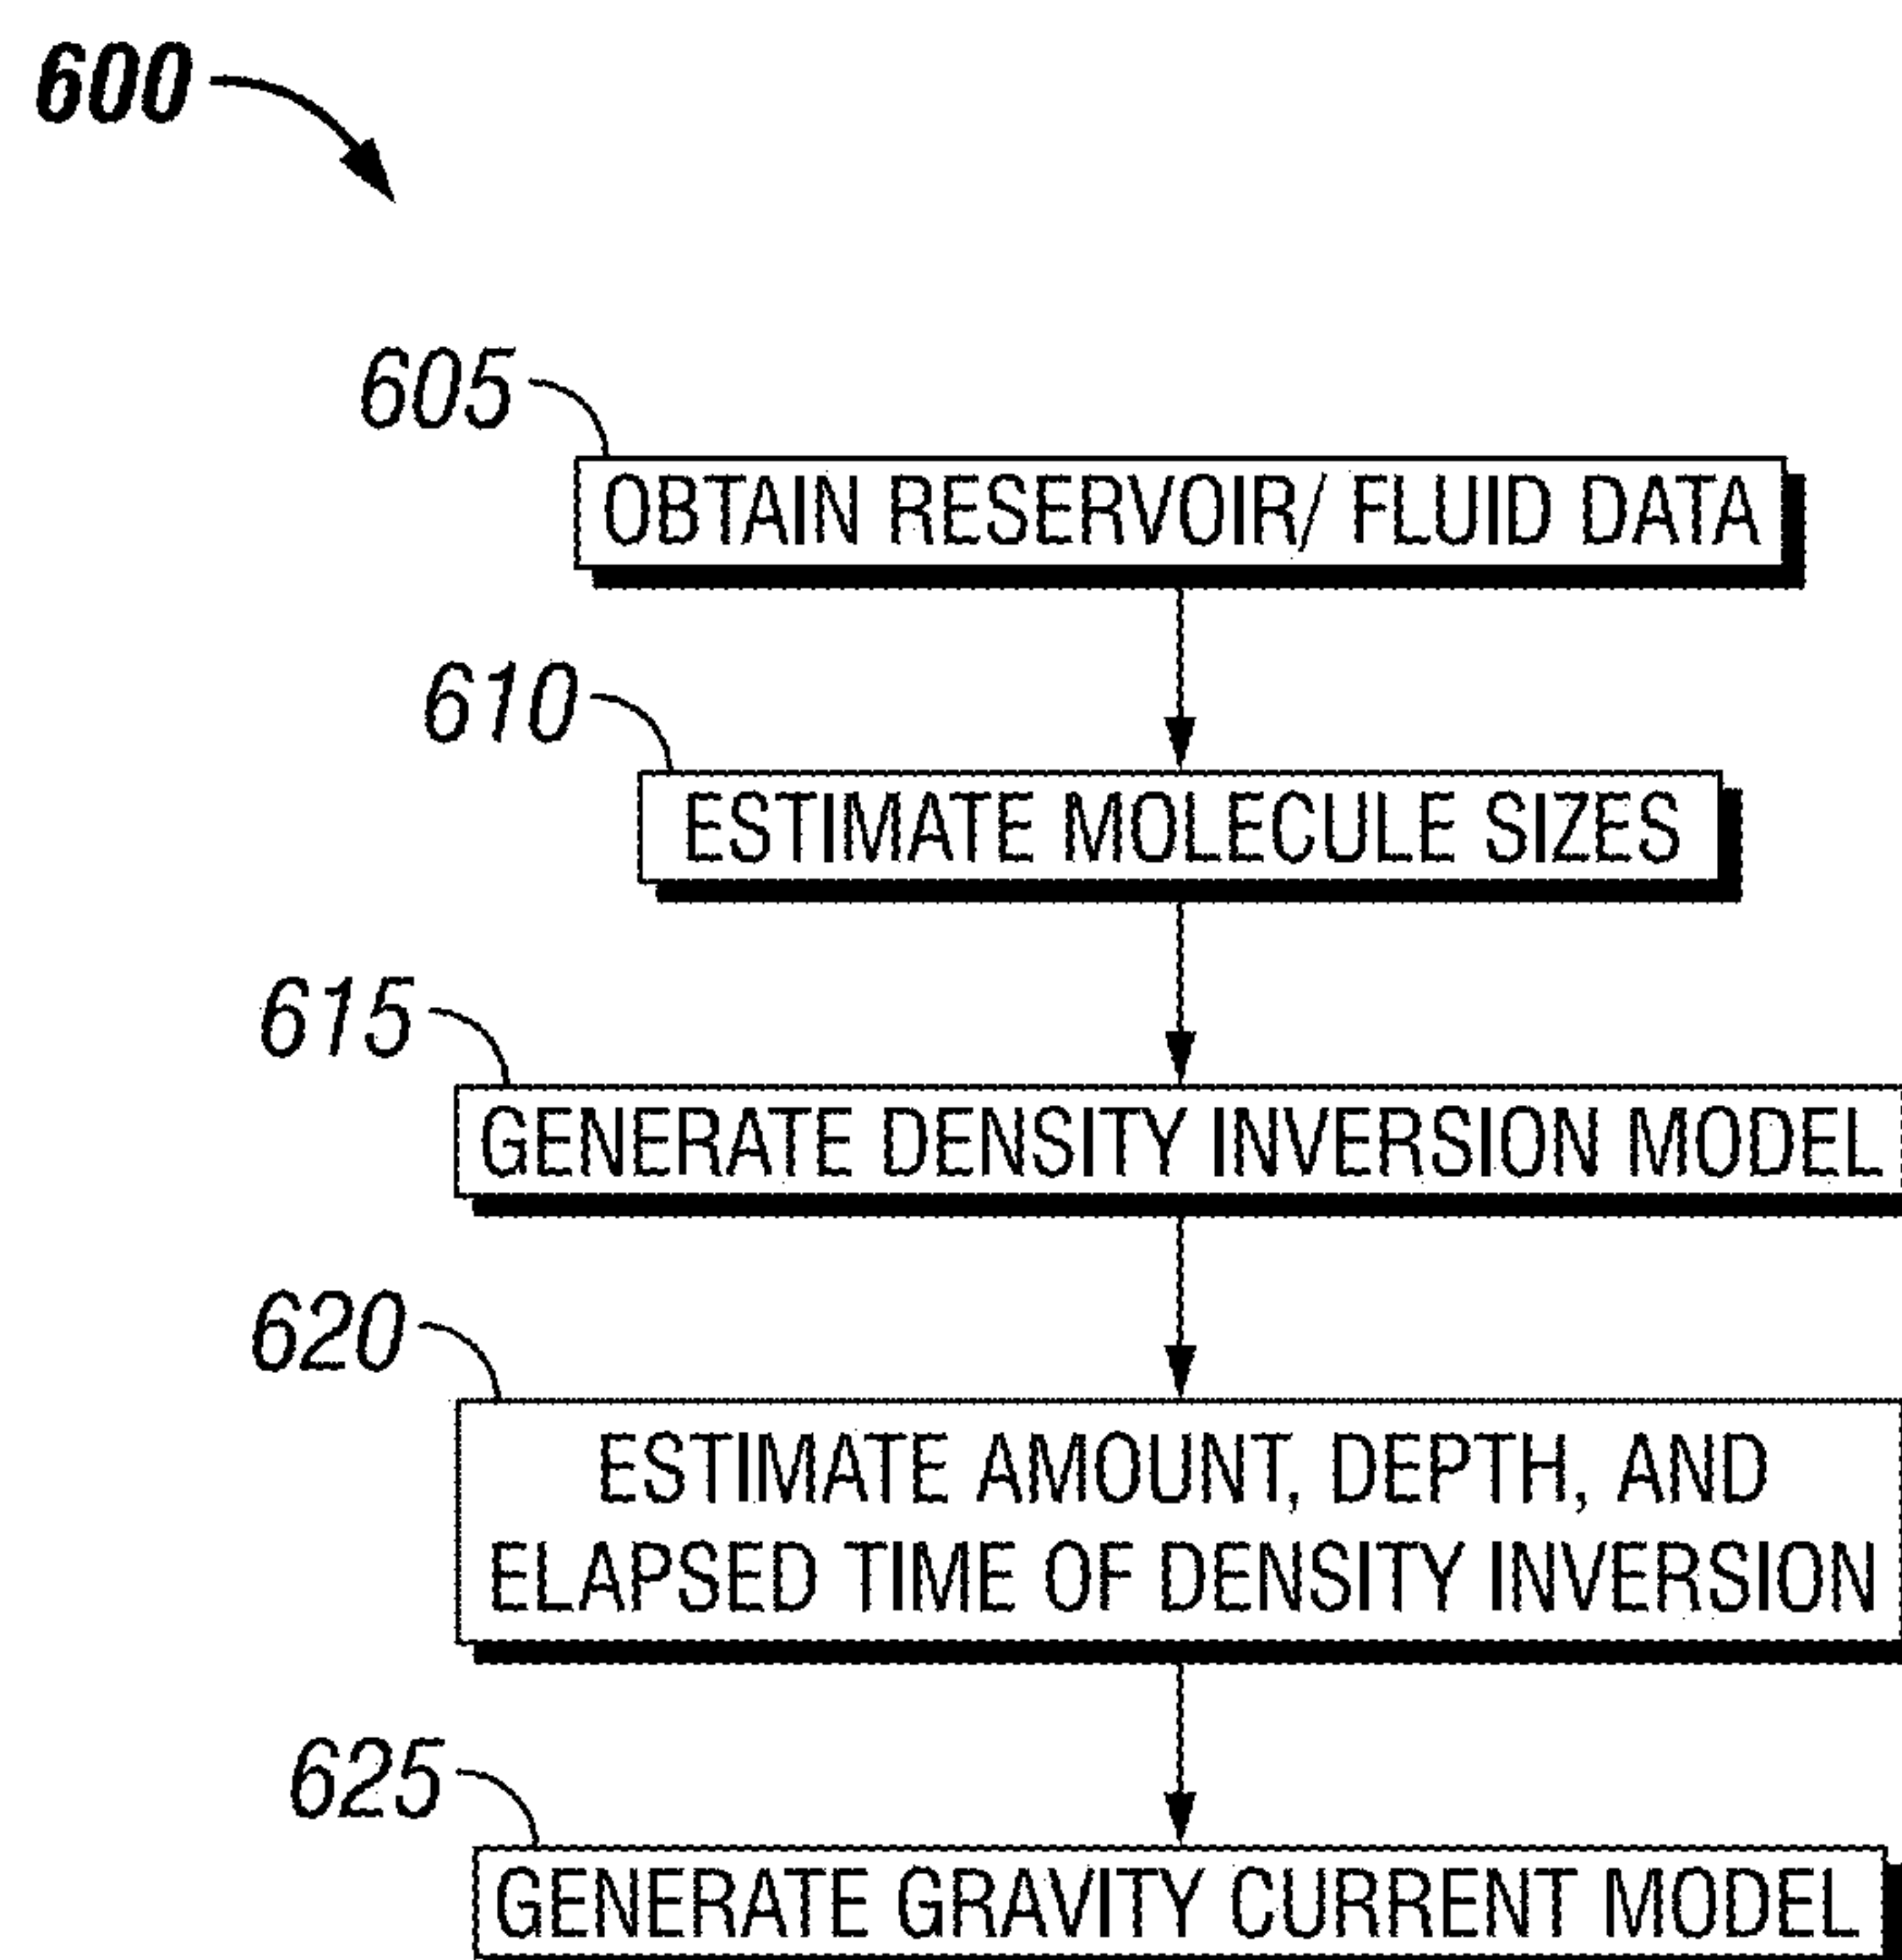 600
605
OBTAIN RESERVOIR/ FLUID DATA
610
ESTIMATE MOLECULE SIZES
615
GENERATE DENSITY INVERSION MODEL
620
ESTIMATE AMOUNT, DEPTH, AND
ELAPSED TIME OF DENSITY INVERSION
625
GENERATE GRAVITY CURRENT MODEL